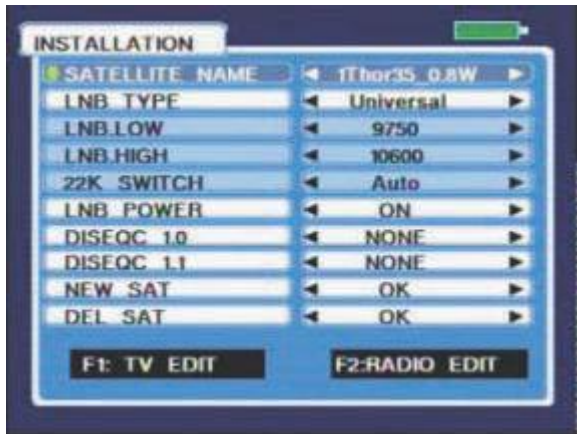 INSTALLATION
SATELLITE NAME 1Thor35_0.8W
LNB TYPE Universal
LNB.LOW 9750
LNB.HIGH 10600
22K SWITCH Auto
LNB POWER ON
DISEQC 1.0 NONE
DISEQC 1.1 NONE
NEW SAT OK
DEL SAT OK
F1: TV EDIT F2:RADIO EDIT